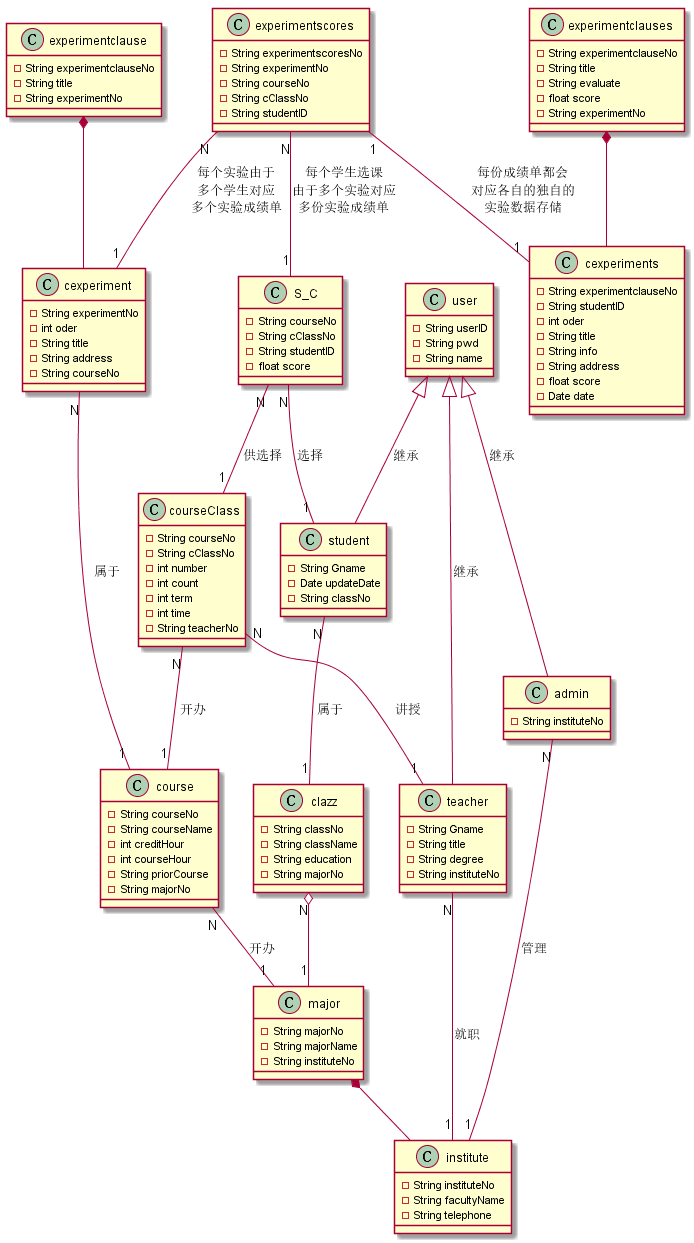 C experimentclause
String experimentclauseNo
String title
String experimentNo
C experimentscores
String experimentscoresNo
String experimentNo
String courseNo
String cClassNo
String studentID
C experimentclauses
String experimentclauseNo
String title
String evaluate
float score
String experimentNo
N
N
1
每个实验由于
多个学生对应
多个实验成绩单
每个学生选课
由于多个实验对应
多份实验成绩单
每份成绩单都会
对应各自的独自的
实验数据存储
1
1
1
C cexperiment
String experimentNo
int oder
String title
String address
String courseNo
C S_C
String courseNo
String cClassNo
String studentID
float score
C user
String userID
String pwd
String name
C cexperiments
String experimentclauseNo
String studentID
int oder
String title
String info
String address
float score
Date date
N
N
N
供选择
选择
继承
继承
1
1
C courseClass
String courseNo
String cClassNo
int number
int count
int term
int time
String teacherNo
C student
String Gname
Date updateDate
String classNo
属于
继承
N
N
N
C admin
String instituteNo
开办
属于
讲授
N
1
1
1
1
C course
String courseNo
String courseName
int creditHour
int courseHour
String priorCourse
String majorNo
C clazz
String classNo
String className
String education
String majorNo
C teacher
String Gname
String title
String degree
String instituteNo
N
N
N
开办
管理
1
1
C major
String majorNo
String majorName
String instituteNo
就职
1
1
C institute
String instituteNo
String facultyName
String telephone